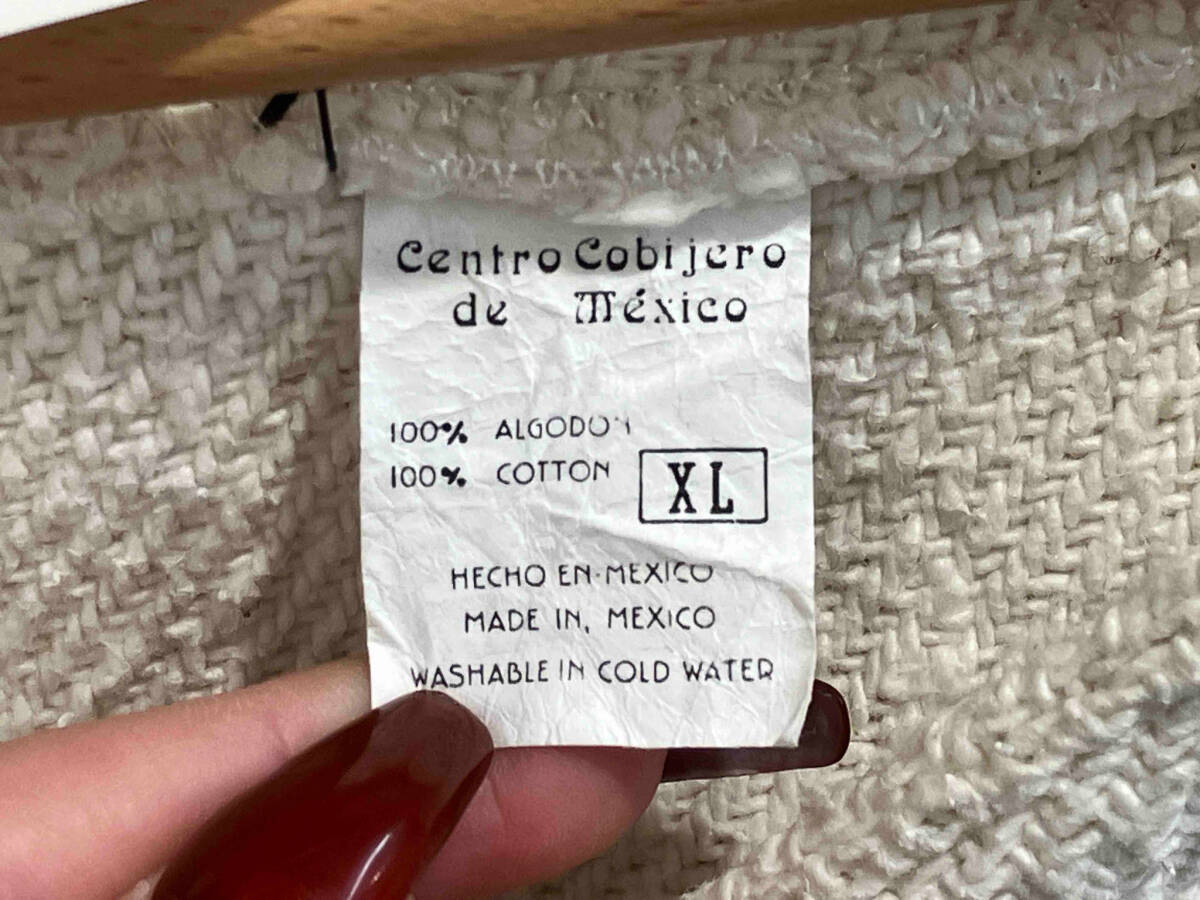 Centro Cobijero
de México
100% ALGODON
100% COTTON
XL
HECHO EN MEXICO
MADE IN, MEXICO
WASHABLE IN COLD WATER